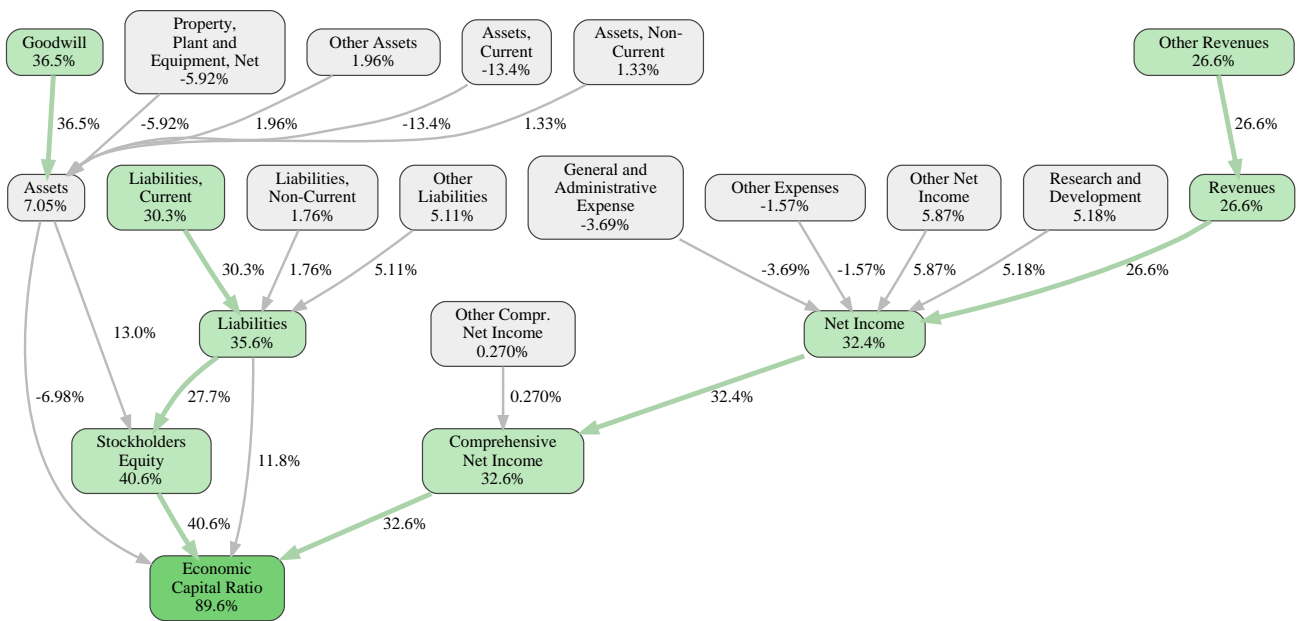 Goodwill
36.5%
Property,
Plant and
Equipment, Net
-5.92%
Other Assets
1.96%
Assets,
Current
-13.4%
Assets, Non-
Current
1.33%
Other Revenues
26.6%
36.5%
-5.92%
1.96%
-13.4%
1.33%
26.6%
Assets
7.05%
Liabilities,
Current
30.3%
Liabilities,
Non-Current
1.76%
Other
Liabilities
5.11%
General and
Administrative
Expense
-3.69%
Other Expenses
-1.57%
Other Net
Income
5.87%
Research and
Development
5.18%
Revenues
26.6%
30.3%
1.76%
5.11%
-3.69%
-1.57%
5.87%
5.18%
26.6%
13.0%
Liabilities
35.6%
Other Compr.
Net Income
0.270%
Net Income
32.4%
-6.98%
27.7%
0.270%
32.4%
Stockholders
Equity
40.6%
11.8%
Comprehensive
Net Income
32.6%
40.6%
32.6%
Economic
Capital Ratio
89.6%